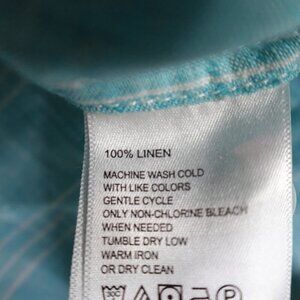 100% LINEN
MACHINE WASH COLD
WITH LIKE COLORS
GENTLE CYCLE
ONLY NON-CHLORINE BLEACH
WHEN NEEDED
TUMBLE DRY LOW
WARM IRON
OR DRY CLEAN
30C
P